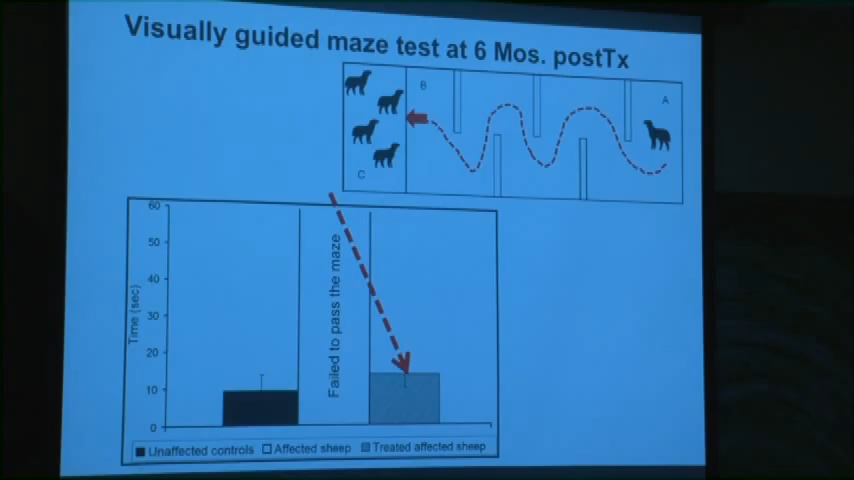 Visually guided maze test at 6 Mos. postTx
B
A
C
60
50
40
30
20
10
0
Time (sec)
Failed to pass the maze
Unaffected controls Affected sheep Treated affected sheep